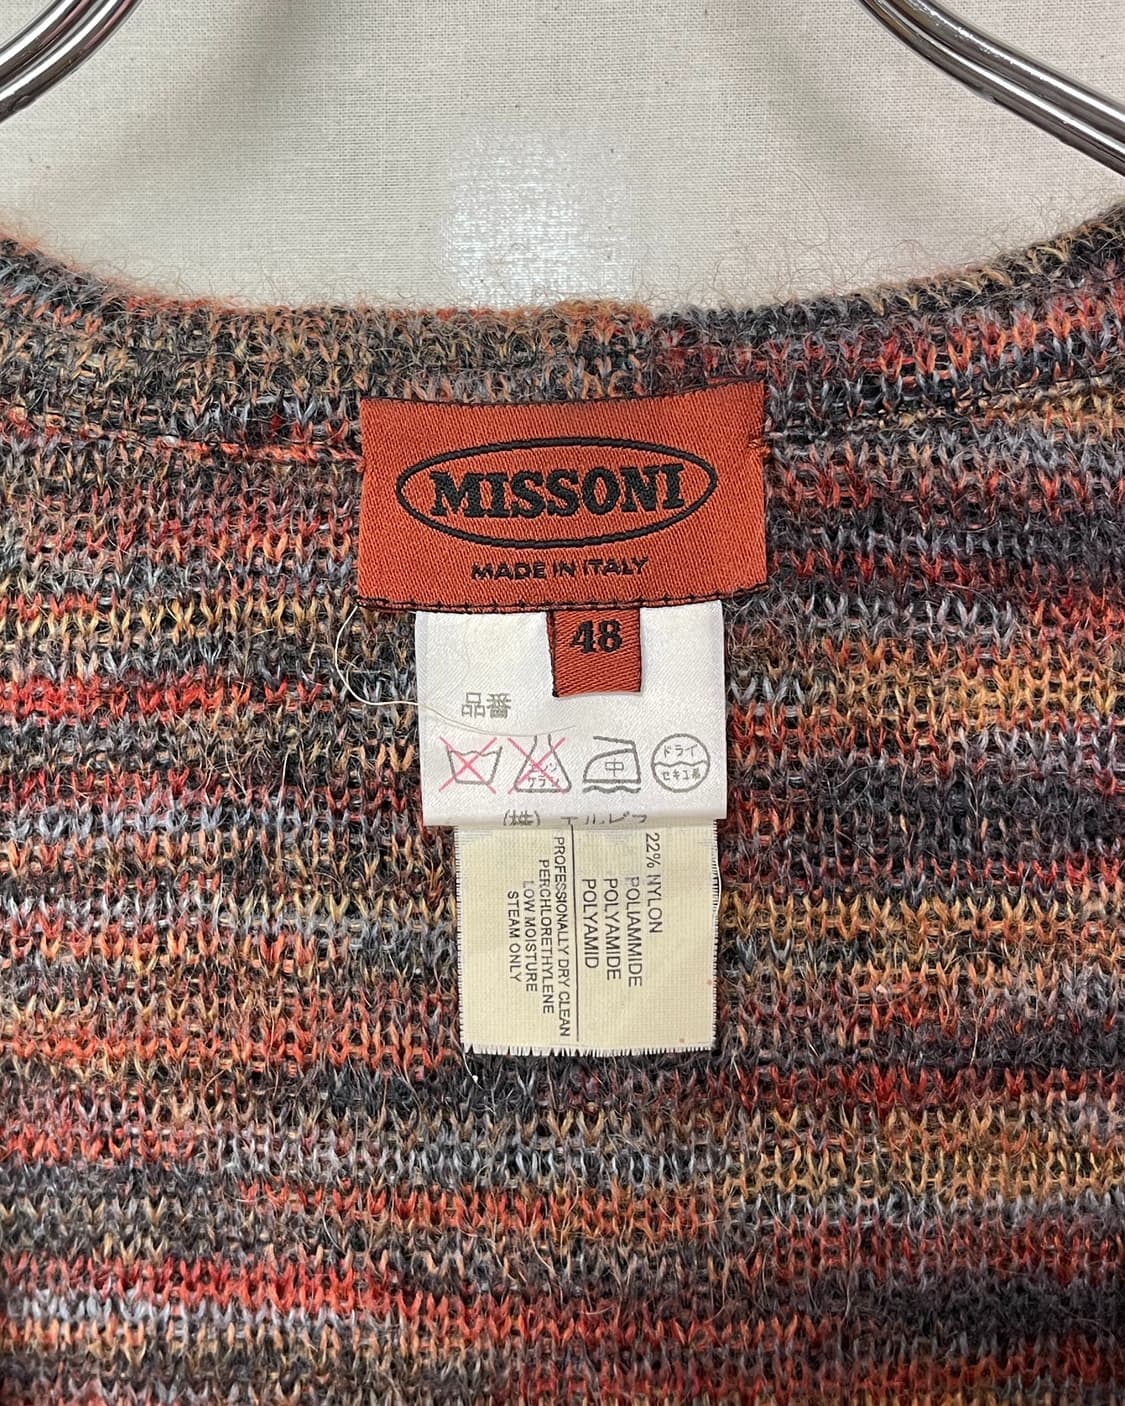 MISSONI
MADE IN ITALY
48
品番
中
ドライ
セキユ系
22% NYLON
POLIAMMIDE
POLYAMIDE
POLYAMID
PROFESSIONALLY DRY CLEAN
PERCHLORETHYLENE
LOW MOISTURE
STEAM ONLY